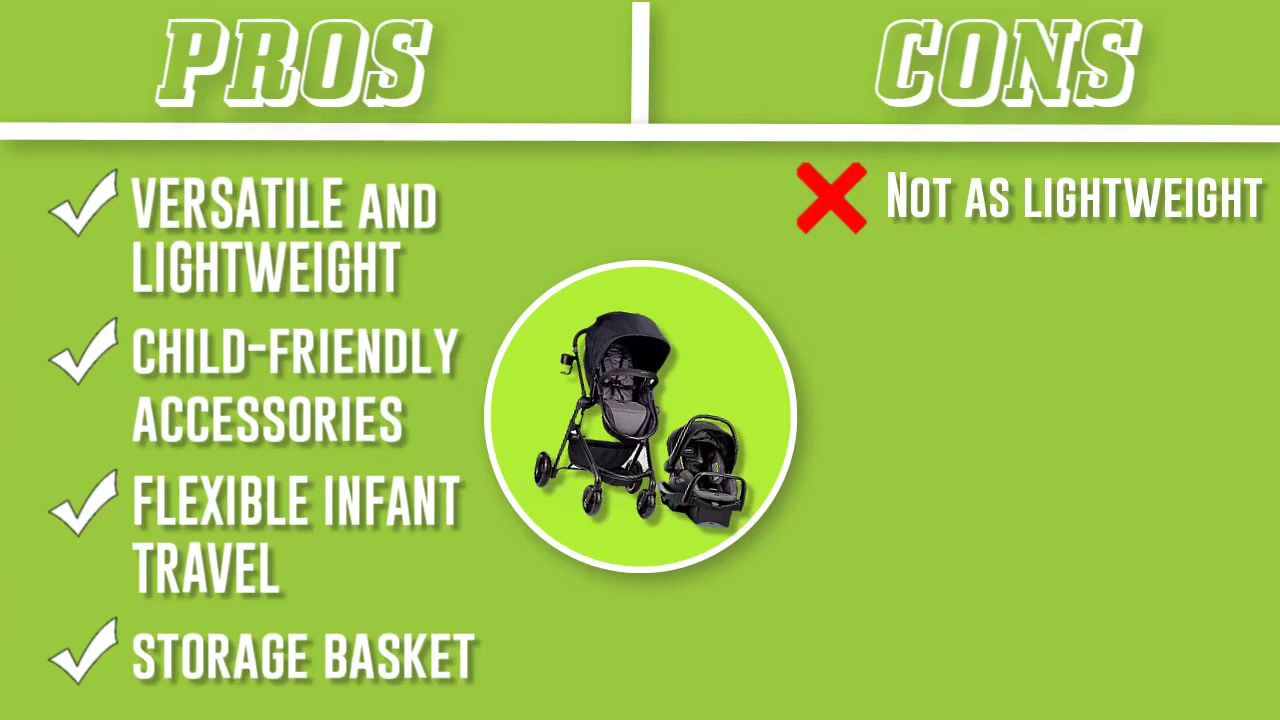 PROS
CONS
VERSATILE AND
LIGHTWEIGHT
CHILD-FRIENDLY
ACCESSORIES
FLEXIBLE INFANT
TRAVEL
STORAGE BASKET
NOT AS LIGHTWEIGHT